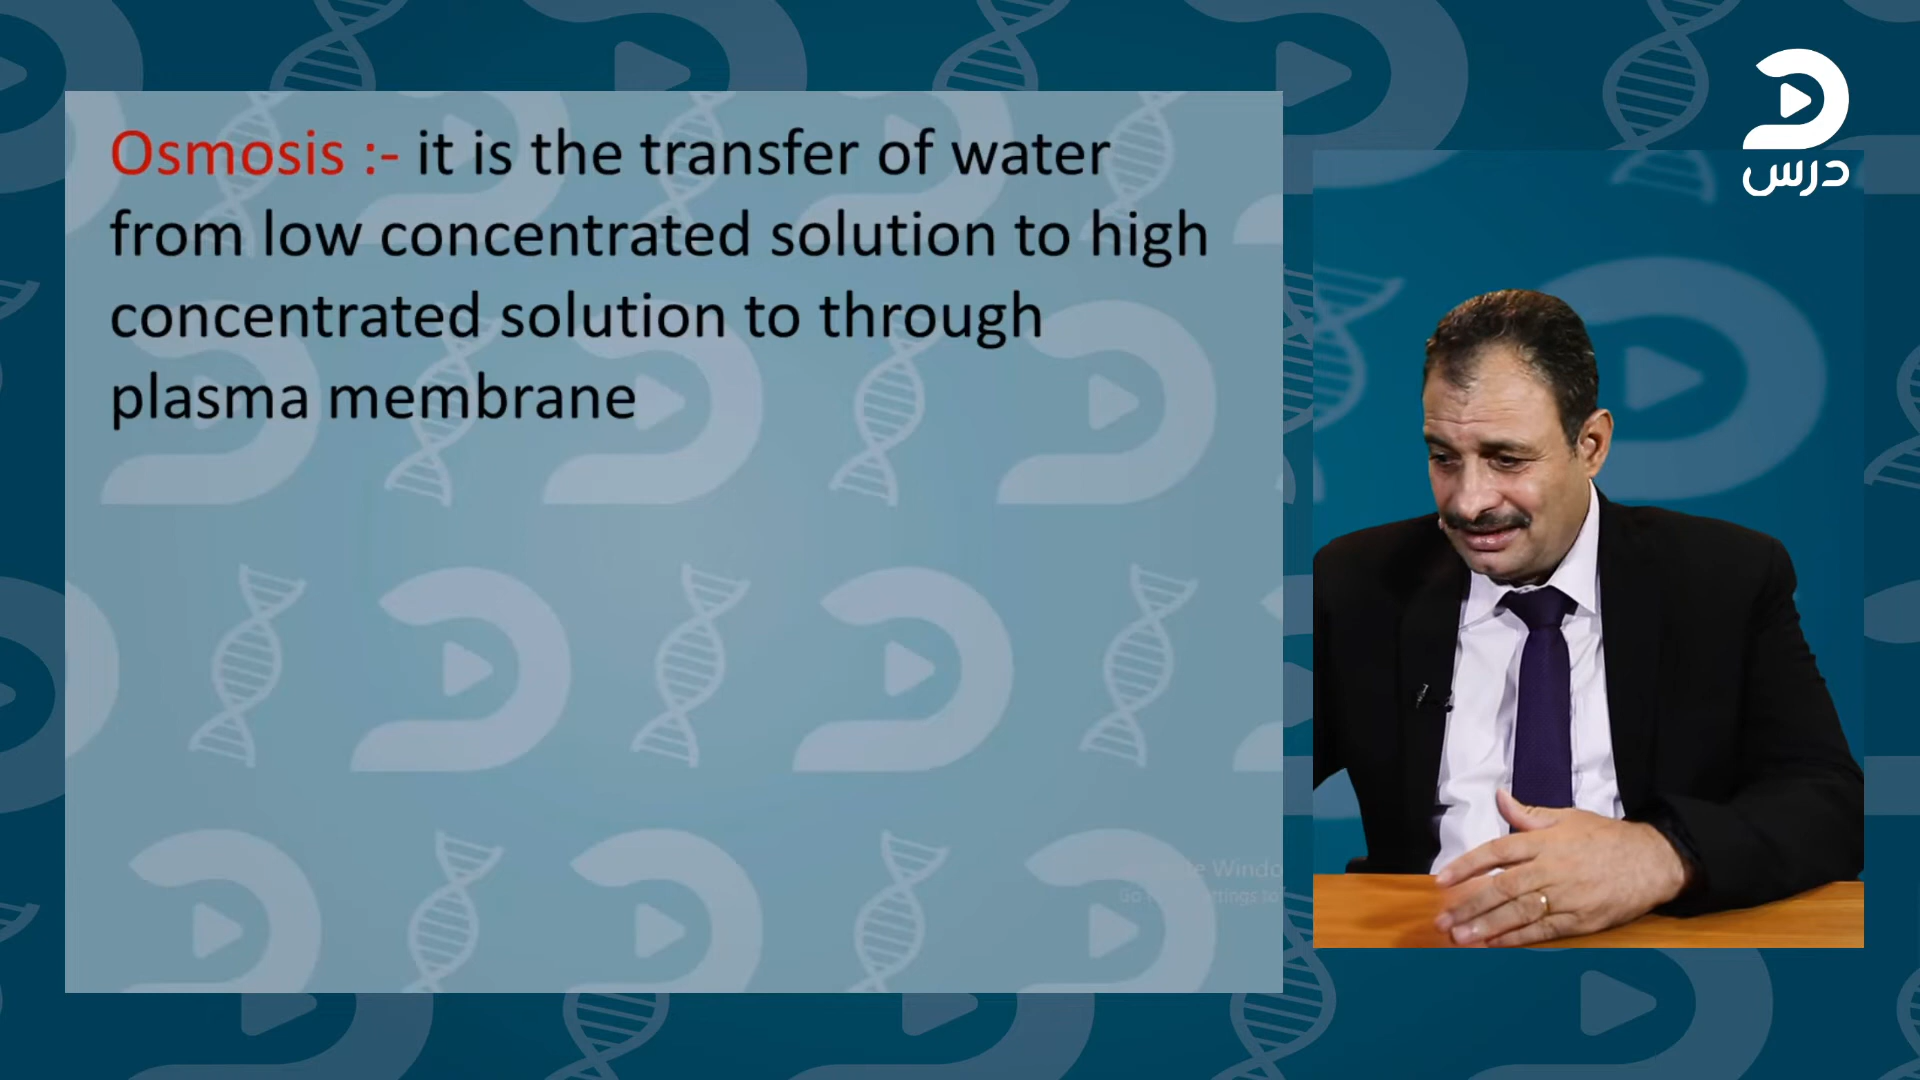 Osmosis :- it is the transfer of water
from low concentrated solution to high
concentrated solution to through
plasma membrane
درس